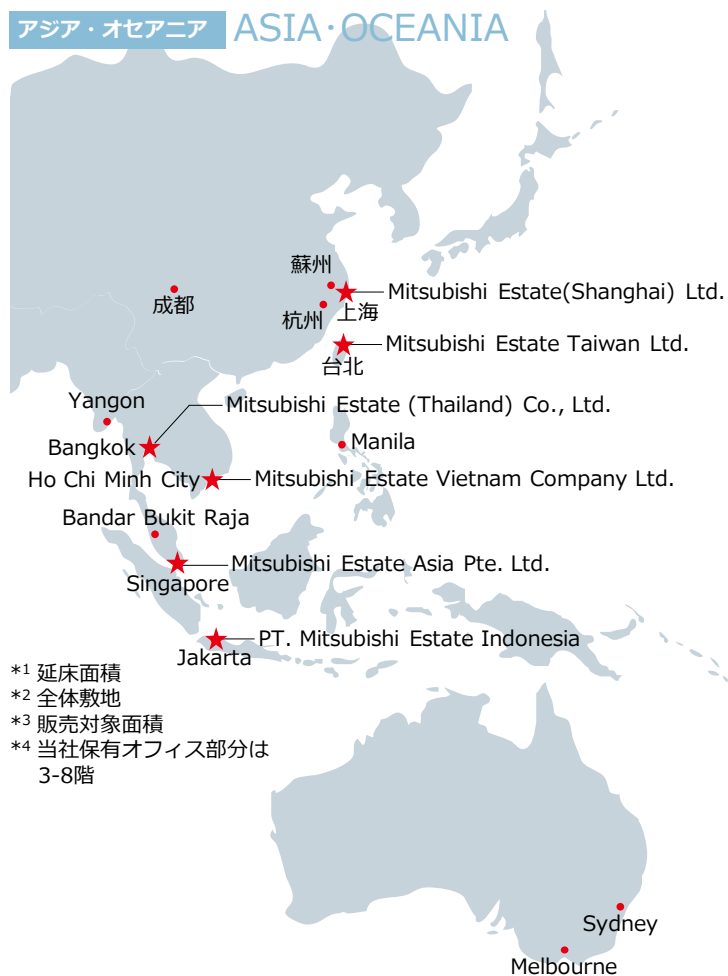 アジア・オセアニア ASIA・OCEANIA
蘇州
成都
杭州
上海
Mitsubishi Estate(Shanghai) Ltd.
台北
Mitsubishi Estate Taiwan Ltd.
Yangon
Mitsubishi Estate (Thailand) Co., Ltd.
Bangkok
Manila
Ho Chi Minh City
Mitsubishi Estate Vietnam Company Ltd.
Bandar Bukit Raja
Mitsubishi Estate Asia Pte. Ltd.
Singapore
PT. Mitsubishi Estate Indonesia
Jakarta
*1 延床面積
*2 全体敷地
*3 販売対象面積
*4 当社保有オフィス部分は
3-8階
Sydney
Melbourne